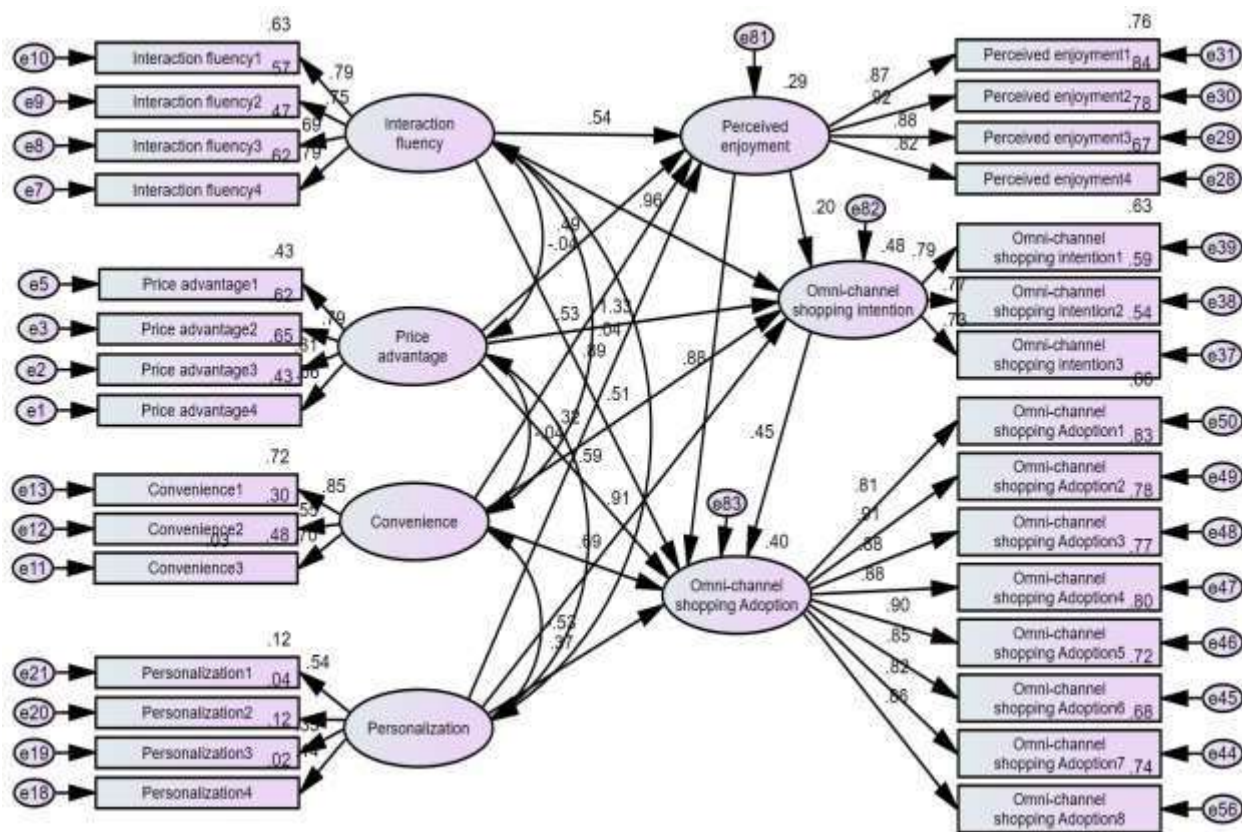 .63
e10
Interaction fluency1
.57
.79
e9
Interaction fluency2
.47
.75
e8
Interaction fluency3
.62
.69
e7
Interaction fluency4
.79
Interaction
fluency
.43
e5
Price advantage1
.62
e3
Price advantage2
.65
.79
e2
Price advantage3
.43
.81
e1
Price advantage4
Price
advantage
.72
e13
Convenience1
.30
.85
e12
Convenience2
.48
e11
.03
Convenience3
Convenience
.12
e21
Personalization1
.04
.54
e20
Personalization2
.12
e19
Personalization3
.02
e18
Personalization4
Personalization
.54
.96
.49
-.04
.53
1.33
.04
.89
.51
.32
-.04
.59
.91
.69
-.53
.37
.88
.45
.20
e81
.29
Perceived
enjoyment
e82
.48
Omni-channel
shopping intention
e83
.40
Omni-channel
shopping Adoption
.76
.87
Perceived enjoyment1
.84
e31
.92
Perceived enjoyment2
.78
e30
.88
Perceived enjoyment3
.67
e29
.82
Perceived enjoyment4
e28
.63
.79
Omni-channel
shopping intention1
.59
e39
.77
Omni-channel
shopping intention2
.54
e38
.73
Omni-channel
shopping intention3
e37
.66
.81
Omni-channel
shopping Adoption1
.83
e50
.91
Omni-channel
shopping Adoption2
.78
e49
.88
Omni-channel
shopping Adoption3
.77
e48
.88
Omni-channel
shopping Adoption4
.80
e47
.90
Omni-channel
shopping Adoption5
.72
e46
.85
Omni-channel
shopping Adoption6
.68
e45
.82
Omni-channel
shopping Adoption7
.74
e44
.86
Omni-channel
shopping Adoption8
e56